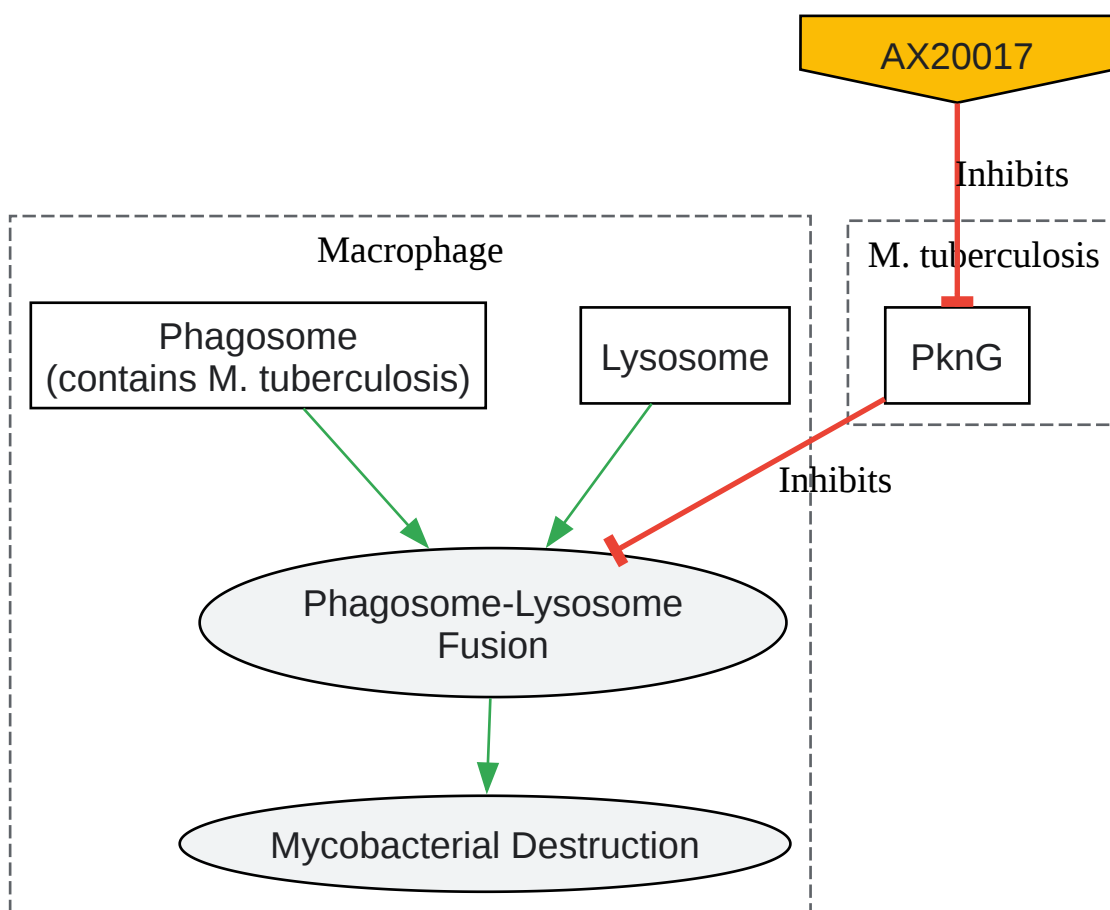 AX20017
Inhibits
Macrophage
M. tuberculosis
Phagosome
(contains M. tuberculosis)
Lysosome
PknG
Inhibits
Phagosome-Lysosome
Fusion
Mycobacterial Destruction